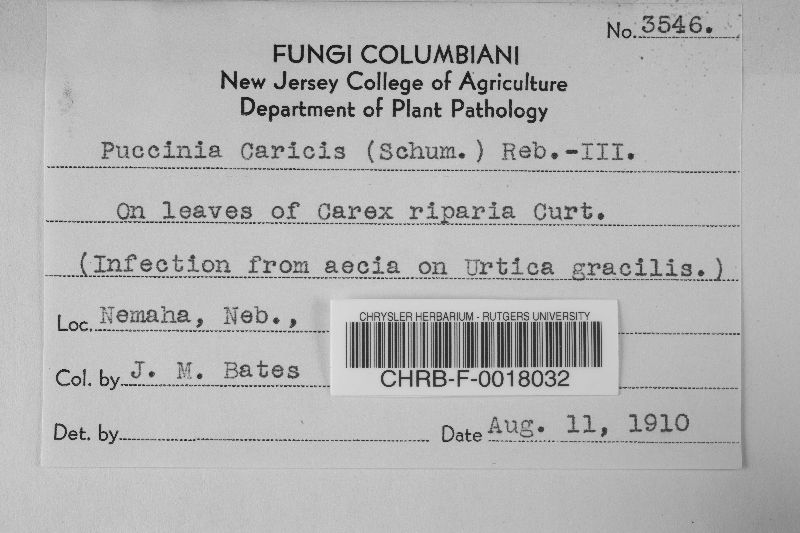 No. 3546.
FUNGI COLUMBIANI
New Jersey College of Agriculture
Department of Plant Pathology
Puccinia Caricis (Schum.) Reb.-III.
On leaves of Carex riparia Curt.
(Infection from aecia on Urtica gracilis.)
Loc. Nemaha, Neb.,
CHRYSLER HERBARIUM - RUTGERS UNIVERSITY
CHRB-F-0018032
Col. by J. M. Bates
Det. by
Date Aug. 11, 1910